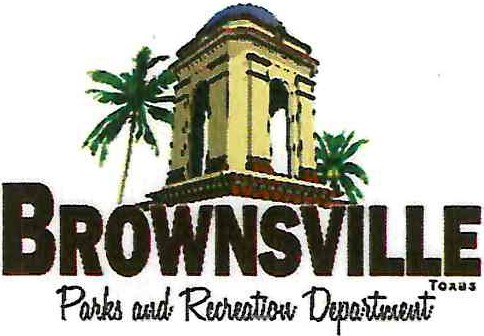 BROWNSVILLE
Texas
Parks and Recreation Department